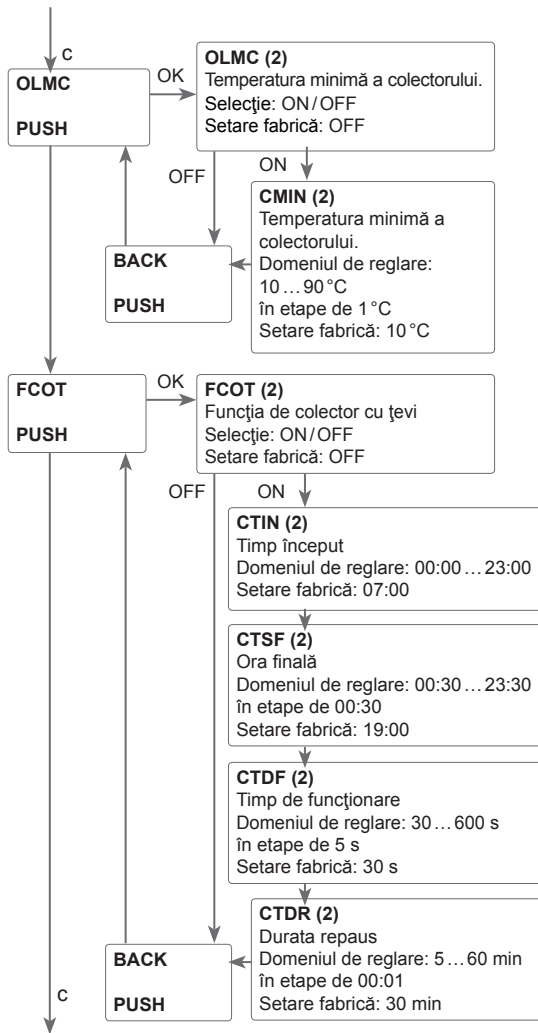 c
OLMC
PUSH
OK
OLMC (2)
Temperatura minimă a colectorului.
Selecţie: ON/OFF
Setare fabrică: OFF
OFF
ON
CMIN (2)
Temperatura minimă a
colectorului.
Domeniul de reglare:
10…90 °C
în etape de 1 °C
Setare fabrică: 10 °C
BACK
PUSH
FCOT
PUSH
OK
FCOT (2)
Funcţia de colector cu ţevi
Selecţie: ON/OFF
Setare fabrică: OFF
OFF
ON
CTIN (2)
Timp început
Domeniul de reglare: 00:00…23:00
Setare fabrică: 07:00
CTSF (2)
Ora finală
Domeniul de reglare: 00:30…23:30
în etape de 00:30
Setare fabrică: 19:00
CTDF (2)
Timp de funcţionare
Domeniul de reglare: 30…600 s
în etape de 5 s
Setare fabrică: 30 s
CTDR (2)
Durata repaus
Domeniul de reglare: 5…60 min
în etape de 00:01
Setare fabrică: 30 min
BACK
PUSH
c